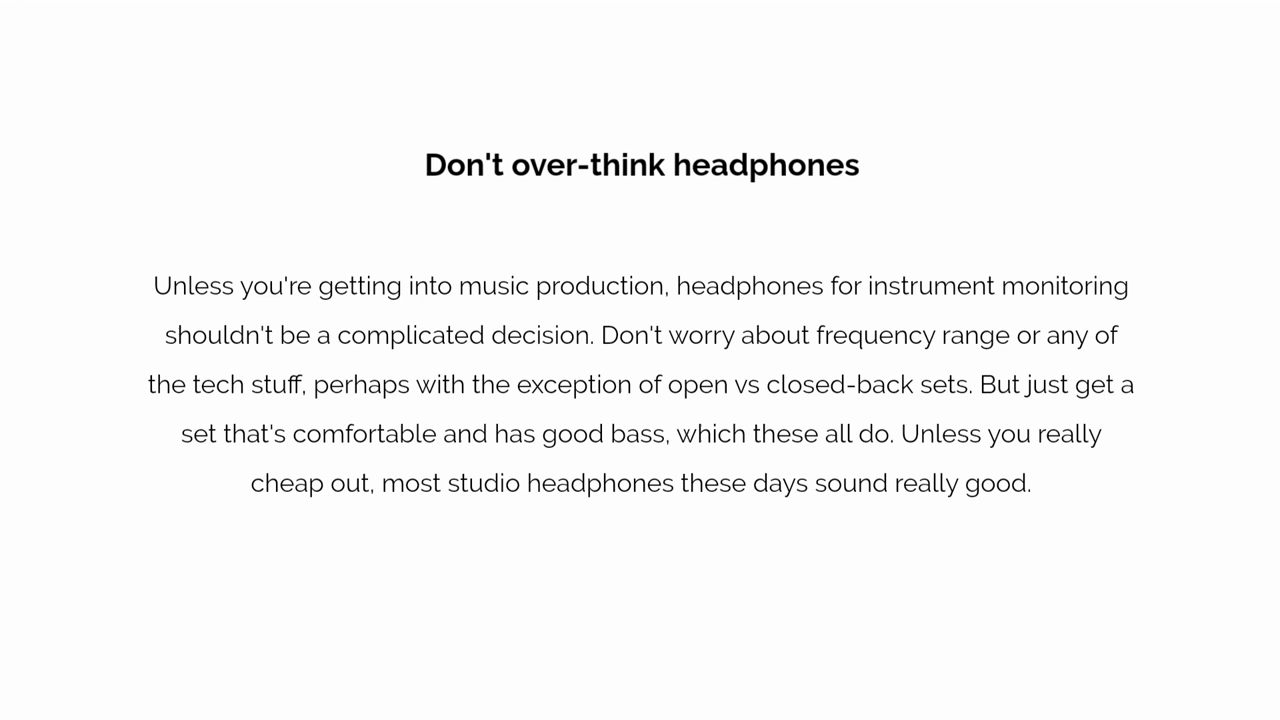 Don't over-think headphones
Unless you're getting into music production, headphones for instrument monitoring
shouldn't be a complicated decision. Don't worry about frequency range or any of
the tech stuff, perhaps with the exception of open vs closed-back sets. But just get a
set that's comfortable and has good bass, which these all do. Unless you really
cheap out, most studio headphones these days sound really good.